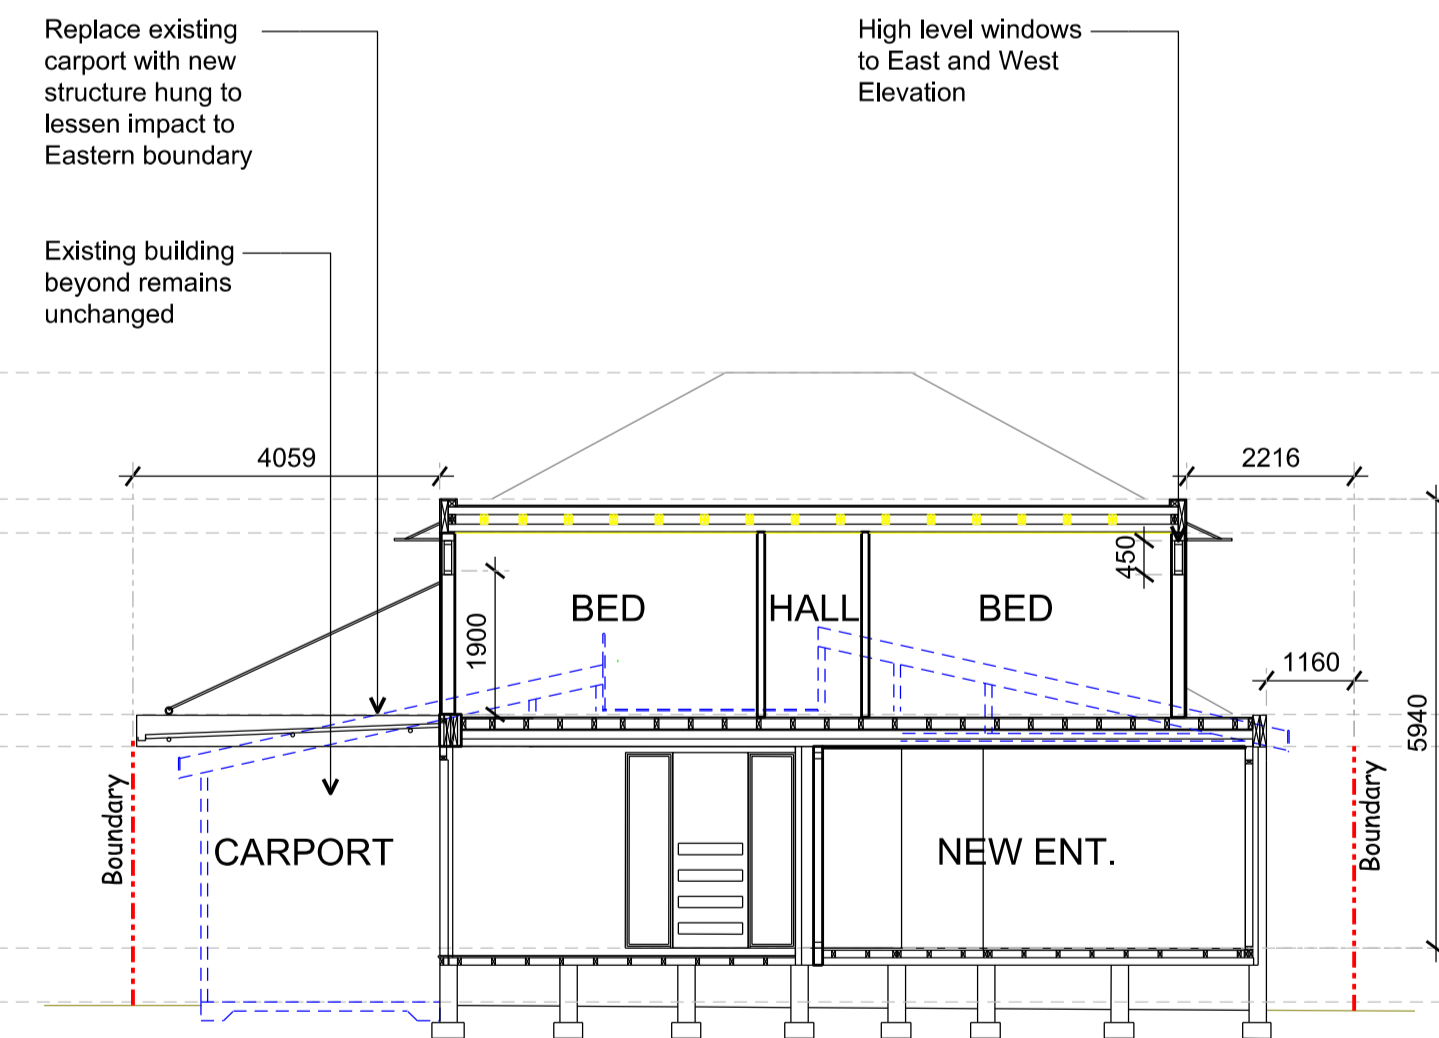 Replace existing
carport with new
structure hung to
lessen impact to
Eastern boundary
High level windows
to East and West
Elevation
Existing building
beyond remains
unchanged
4059
2216
450
BED
HALL
BED
1900
1160
5940
Boundary
Boundary
CARPORT
NEW ENT.